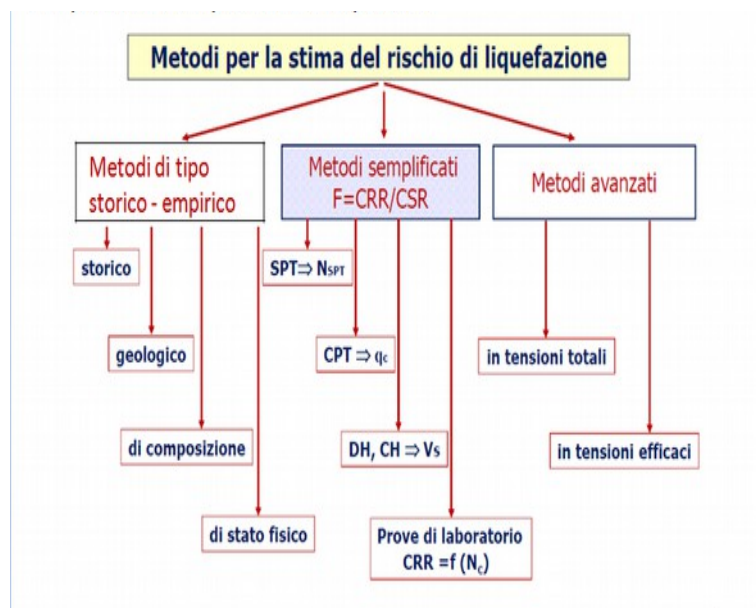 Metodi per la stima del rischio di liquefazione
Metodi di tipo
storico - empirico
Metodi semplificati
F=CRR/CSR
Metodi avanzati
storico
SPT⇒ NSPT
geologico
CPT ⇒ qc
in tensioni totali
di composizione
DH, CH ⇒ Vs
in tensioni efficaci
di stato fisico
Prove di laboratorio
CRR =f (Nc)